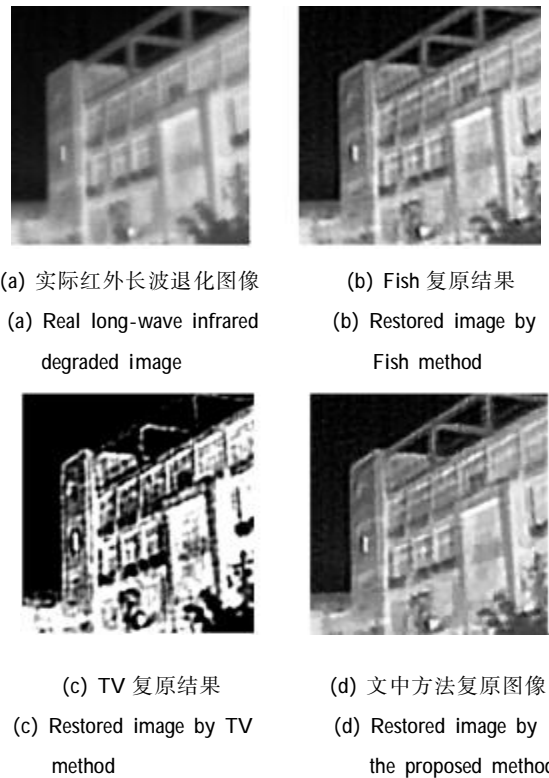 (a) 实际红外长波退化图像
(a) Real long-wave infrared
degraded image
(b) Fish 复原结果
(b) Restored image by
Fish method
(c) TV 复原结果
(c) Restored image by TV
method
(d) 文中方法复原图像
(d) Restored image by
the proposed method